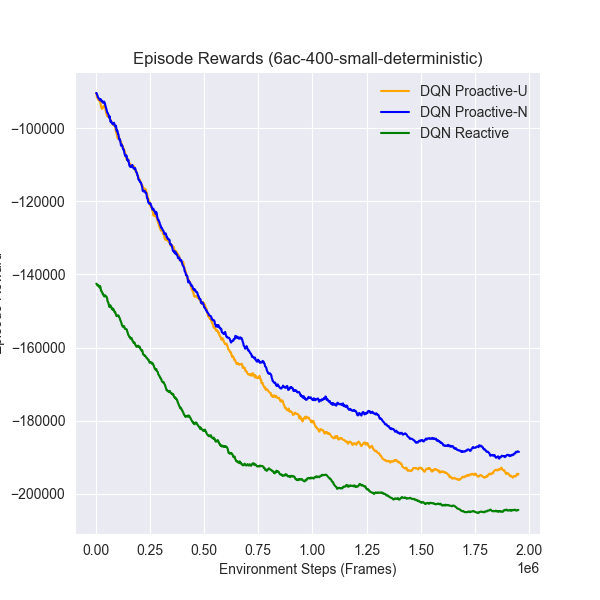 Episode Rewards (6ac-400-small-deterministic)
DQN Proactive-U
DQN Proactive-N
DQN Reactive
−100000
−120000
−140000
−160000
−180000
−200000
0.00 0.25 0.50 0.75 1.00 1.25 1.50 1.75 2.00
1e6
Environment Steps (Frames)